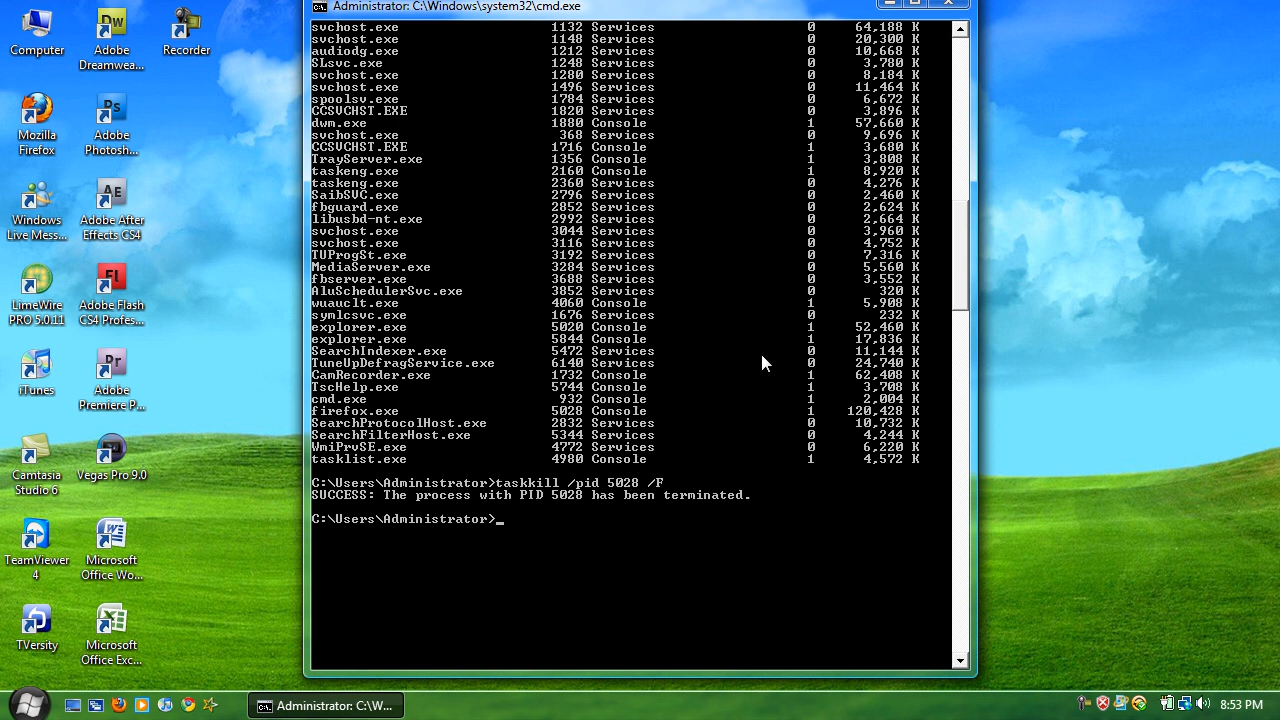 Administrator: C:\Windows\system32\cmd.exe
svchost.exe 1132 Services 0 64,188 K
svchost.exe 1148 Services 0 20,300 K
audiodg.exe 1212 Services 0 10,668 K
SLsvc.exe 1248 Services 0 3,780 K
svchost.exe 1280 Services 0 8,184 K
svchost.exe 1496 Services 0 11,464 K
spoolsv.exe 1784 Services 0 6,672 K
CCSVCHST.EXE 1820 Services 0 3,896 K
dwm.exe 1880 Console 1 57,660 K
svchost.exe 368 Services 0 9,696 K
CCSVCHST.EXE 1716 Console 1 3,680 K
TrayServer.exe 1356 Console 1 3,808 K
taskeng.exe 2160 Console 1 8,920 K
taskeng.exe 2360 Services 0 4,276 K
SaibSVC.exe 2796 Services 0 2,460 K
fbguard.exe 2852 Services 0 2,624 K
libusbd-nt.exe 2992 Services 0 2,664 K
svchost.exe 3044 Services 0 3,960 K
svchost.exe 3116 Services 0 4,752 K
TUProgSt.exe 3192 Services 0 7,316 K
MediaServer.exe 3284 Services 0 5,560 K
fbserver.exe 3688 Services 0 3,552 K
AluSchedulerSvc.exe 3852 Services 0 320 K
wuauclt.exe 4060 Console 1 5,908 K
symlcsvc.exe 1676 Services 0 232 K
explorer.exe 5020 Console 1 52,460 K
explorer.exe 5844 Console 1 17,836 K
SearchIndexer.exe 5472 Services 0 11,144 K
TuneUpDefragService.exe 6140 Services 0 24,740 K
CamRecorder.exe 1732 Console 1 62,408 K
TscHelp.exe 5744 Console 1 3,708 K
cmd.exe 932 Console 1 2,004 K
firefox.exe 5028 Console 1 120,428 K
SearchProtocolHost.exe 2832 Services 0 10,732 K
SearchFilterHost.exe 5344 Services 0 4,244 K
WmiPrvSE.exe 4772 Services 0 6,220 K
tasklist.exe 4980 Console 1 4,572 K
C:\Users\Administrator>taskkill /pid 5028 /F
SUCCESS: The process with PID 5028 has been terminated.
C:\Users\Administrator>_
Computer
Adobe
Dreamwea...
Recorder
Mozilla
Firefox
Adobe
Photosh...
Windows
Live Mess...
Adobe After
Effects CS4
LimeWire
PRO 5.0.11
Adobe Flash
CS4 Profes...
iTunes
Adobe
Premiere P...
Camtasia
Studio 6
Vegas Pro 9.0
TeamViewer
4
Microsoft
Office Wo...
TVersity
Microsoft
Office Exc...
Dw
Ps
AE
Fl
Pr
Administrator: C:\W...
8:53 PM